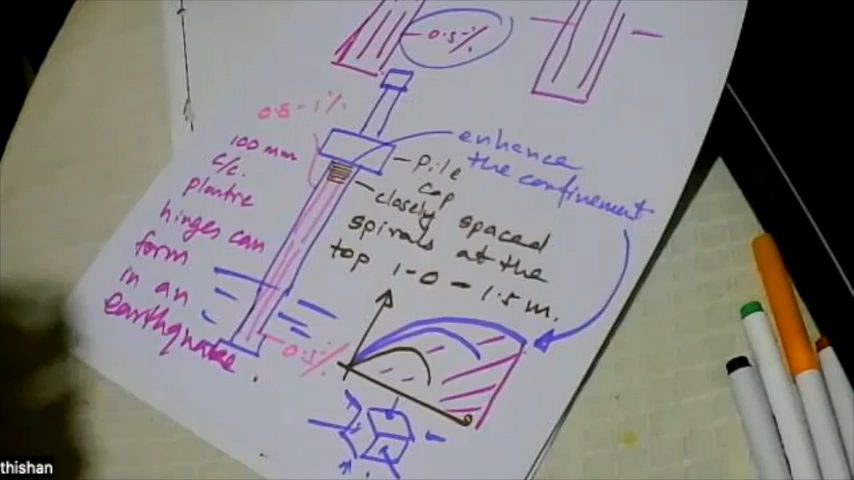 0.5%
0.8-1%
100 mm
c/c.
plastic
hinges can
form
in an
earthquake.
enhance
the confinement
pile
cap
closely spaced
spirals at the
top 1-0 - 1.5 m.
0.5%
thishan